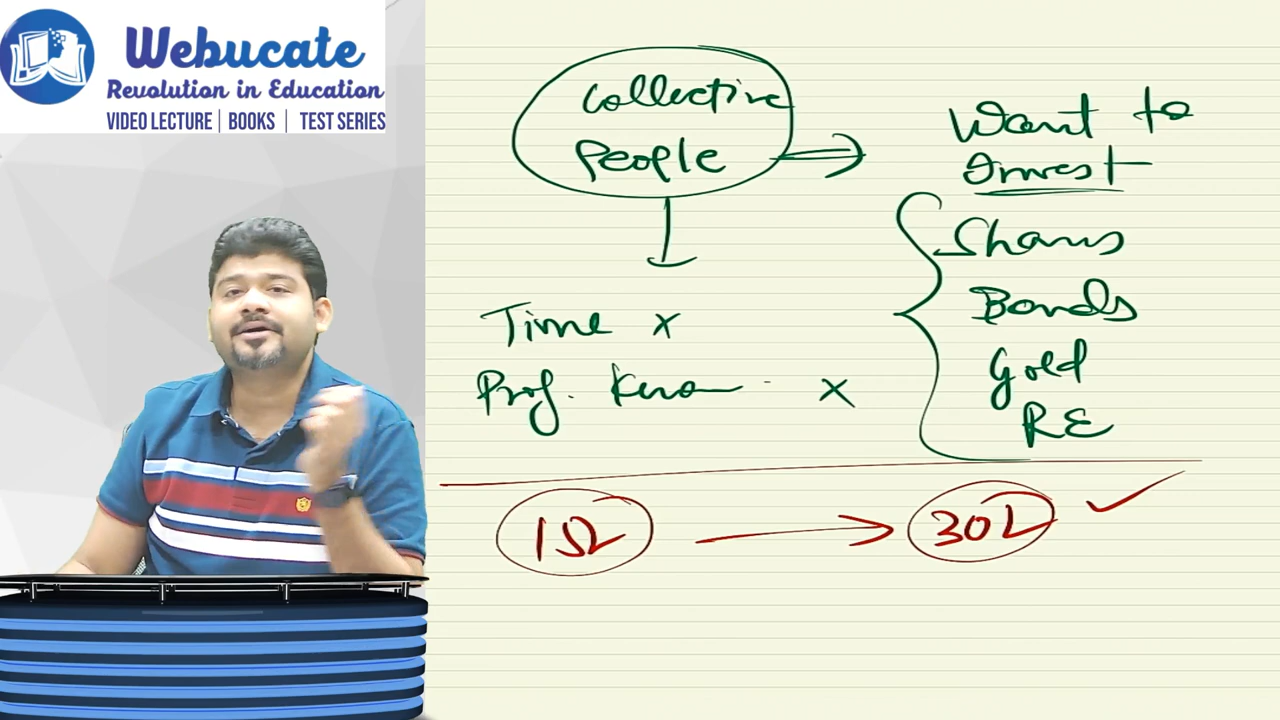 Webucate
Revolution in Education
VIDEO LECTURE | BOOKS | TEST SERIES
Collective
People
Want to
Invest
Shares
Bonds
Gold
RE
Time x
Prof. x
15L
30L